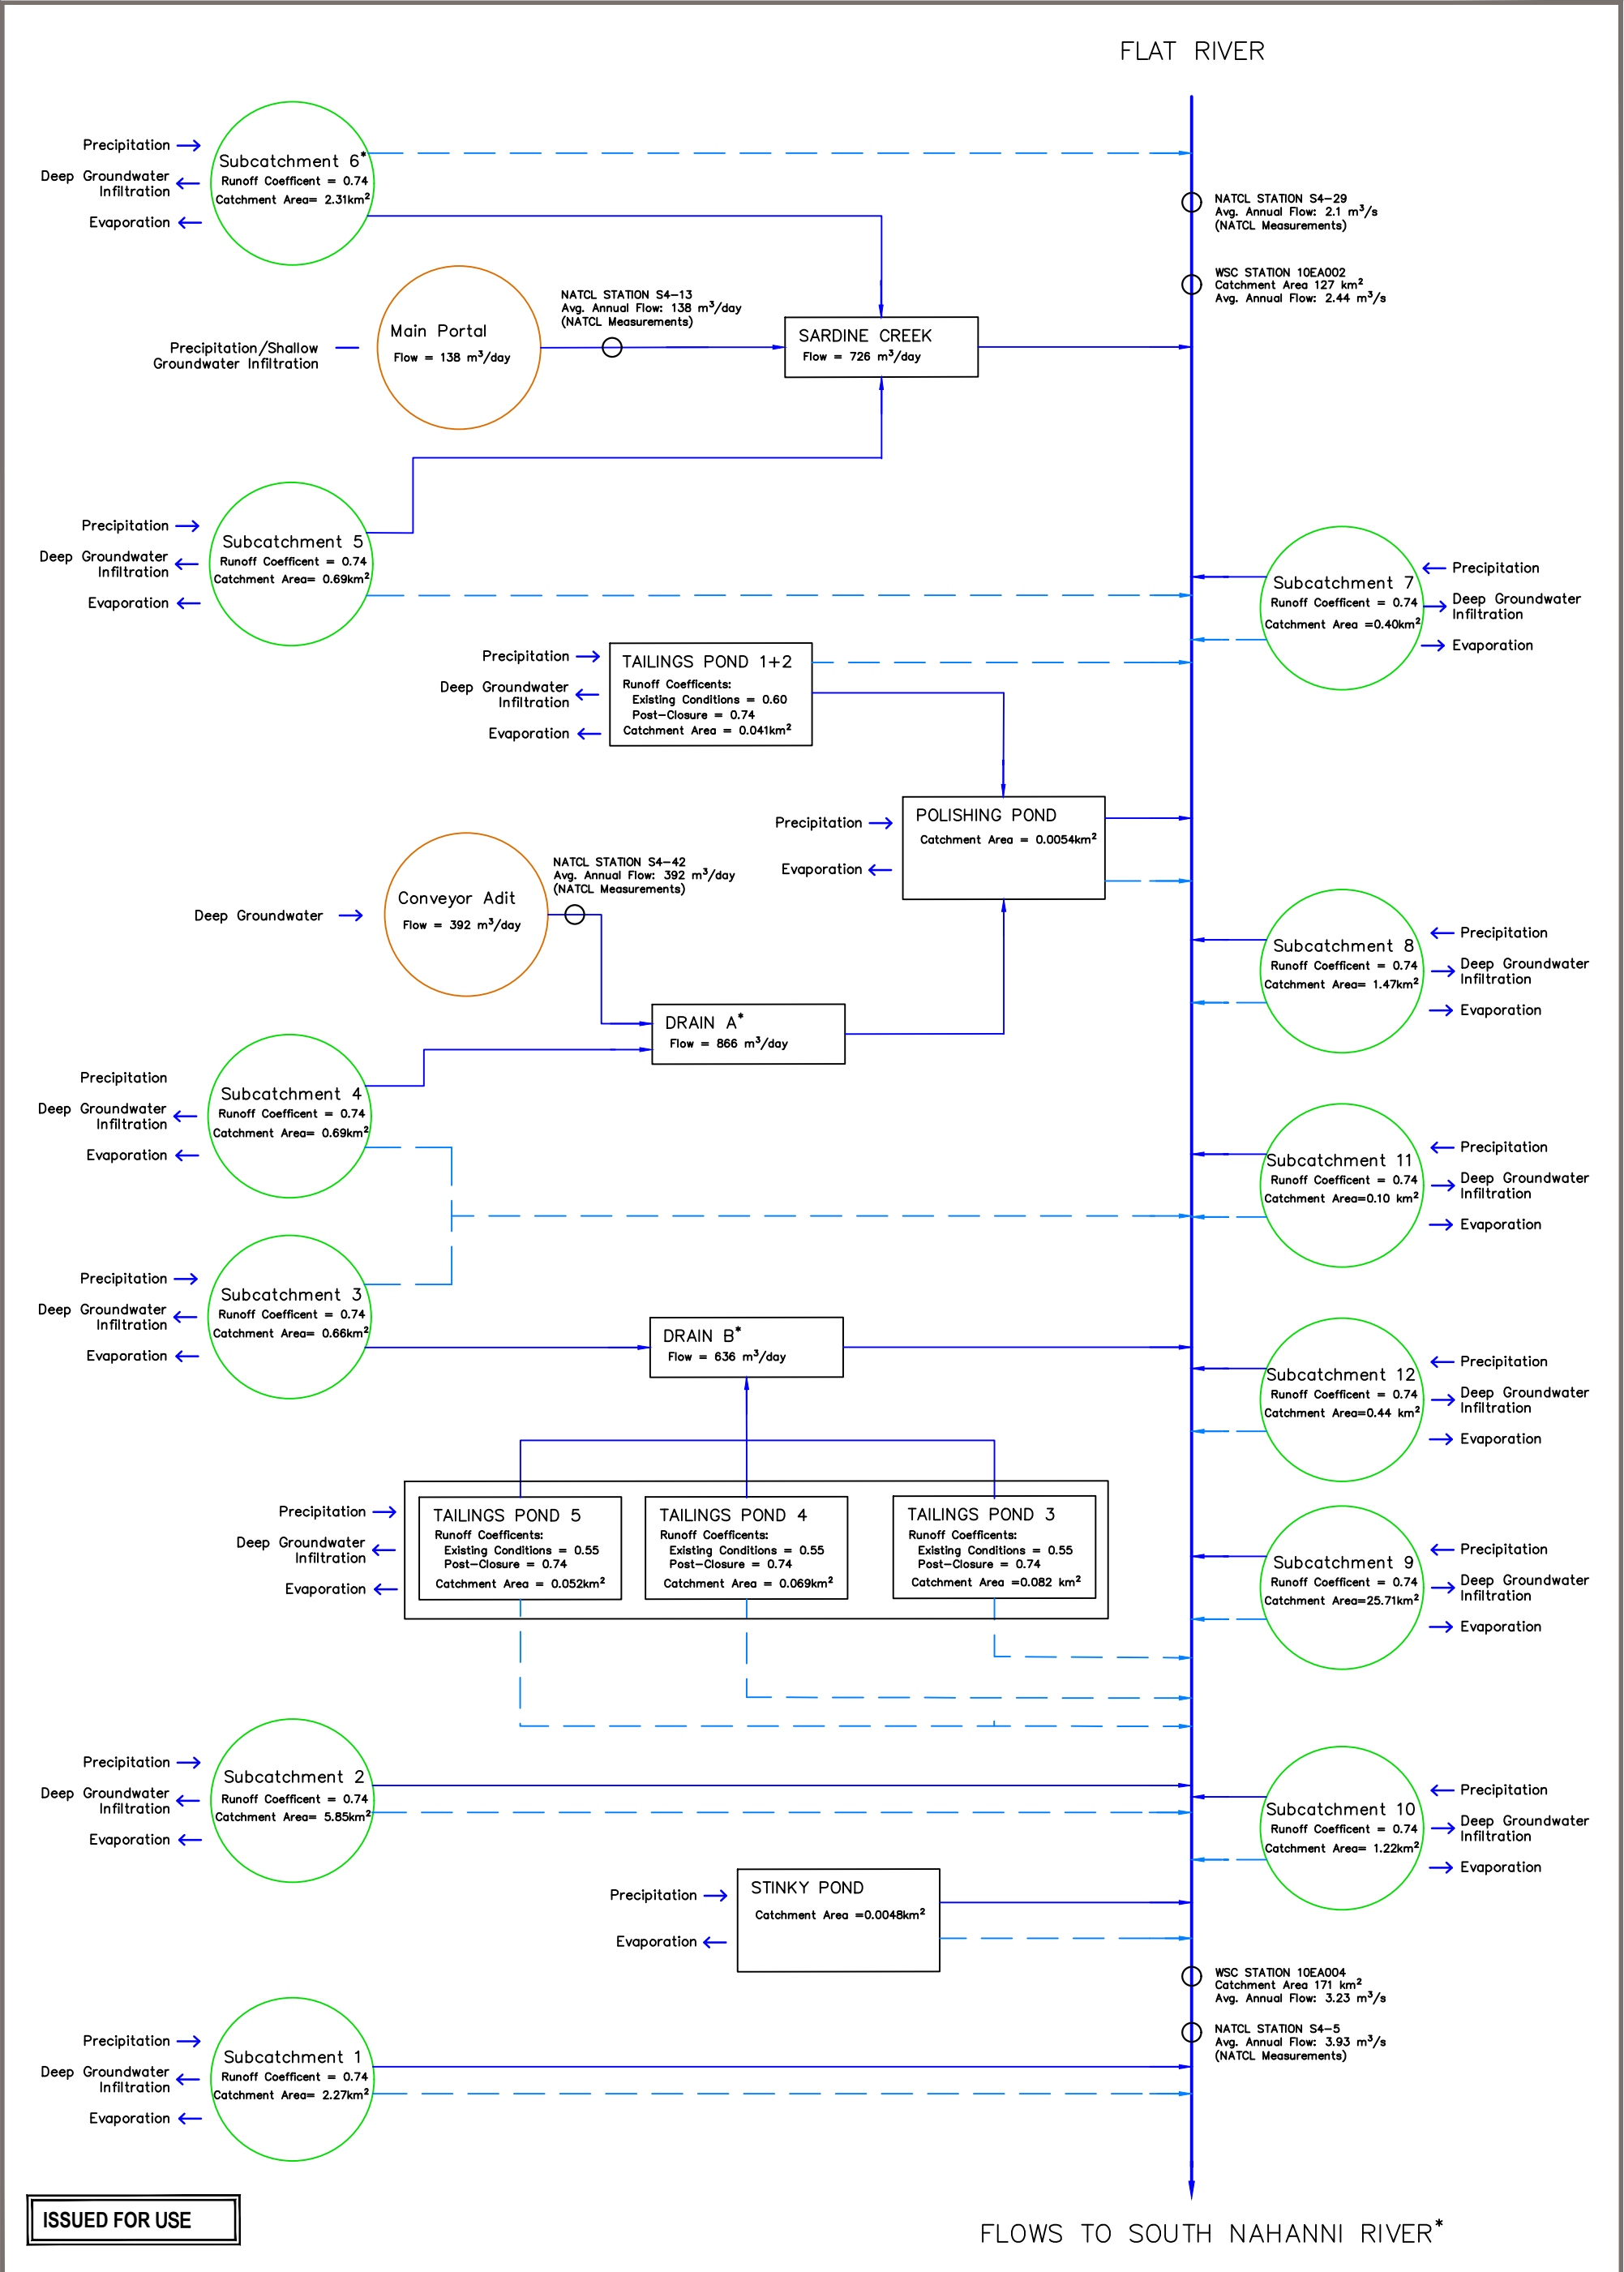 FLAT RIVER
Precipitation
Deep Groundwater
Infiltration
Evaporation
Subcatchment 6*
Runoff Coefficent = 0.74
Catchment Area= 2.31km²
NATCL STATION S4-29
Avg. Annual Flow: 2.1 m³/s
(NATCL Measurements)
WSC STATION 10EA002
Catchment Area 127 km²
Avg. Annual Flow: 2.44 m³/s
Precipitation/Shallow
Groundwater Infiltration
Main Portal
Flow = 138 m³/day
NATCL STATION S4-13
Avg. Annual Flow: 138 m³/day
(NATCL Measurements)
SARDINE CREEK
Flow = 726 m³/day
Precipitation
Deep Groundwater
Infiltration
Evaporation
Subcatchment 5
Runoff Coefficent = 0.74
Catchment Area= 0.69km²
Subcatchment 7
Runoff Coefficent = 0.74
Catchment Area =0.40km²
Precipitation
Deep Groundwater
Infiltration
Evaporation
Precipitation
Deep Groundwater
Infiltration
Evaporation
TAILINGS POND 1+2
Runoff Coefficents:
Existing Conditions = 0.60
Post-Closure = 0.74
Catchment Area = 0.041km²
Precipitation
Evaporation
POLISHING POND
Catchment Area = 0.0054km²
Deep Groundwater
Conveyor Adit
Flow = 392 m³/day
NATCL STATION S4-42
Avg. Annual Flow: 392 m³/day
(NATCL Measurements)
Subcatchment 8
Runoff Coefficent = 0.74
Catchment Area= 1.47km²
Precipitation
Deep Groundwater
Infiltration
Evaporation
DRAIN A*
Flow = 866 m³/day
Precipitation
Deep Groundwater
Infiltration
Evaporation
Subcatchment 4
Runoff Coefficent = 0.74
Catchment Area= 0.69km²
Subcatchment 11
Runoff Coefficent = 0.74
Catchment Area=0.10 km²
Precipitation
Deep Groundwater
Infiltration
Evaporation
Precipitation
Deep Groundwater
Infiltration
Evaporation
Subcatchment 3
Runoff Coefficent = 0.74
Catchment Area= 0.66km²
DRAIN B*
Flow = 636 m³/day
Subcatchment 12
Runoff Coefficent = 0.74
Catchment Area=0.44 km²
Precipitation
Deep Groundwater
Infiltration
Evaporation
Precipitation
Deep Groundwater
Infiltration
Evaporation
TAILINGS POND 5
Runoff Coefficents:
Existing Conditions = 0.55
Post-Closure = 0.74
Catchment Area = 0.052km²
TAILINGS POND 4
Runoff Coefficents:
Existing Conditions = 0.55
Post-Closure = 0.74
Catchment Area = 0.069km²
TAILINGS POND 3
Runoff Coefficents:
Existing Conditions = 0.55
Post-Closure = 0.74
Catchment Area =0.082 km²
Subcatchment 9
Runoff Coefficent = 0.74
Catchment Area=25.71km²
Precipitation
Deep Groundwater
Infiltration
Evaporation
Precipitation
Deep Groundwater
Infiltration
Evaporation
Subcatchment 2
Runoff Coefficent = 0.74
Catchment Area= 5.85km²
Subcatchment 10
Runoff Coefficent = 0.74
Catchment Area= 1.22km²
Precipitation
Deep Groundwater
Infiltration
Evaporation
Precipitation
Evaporation
STINKY POND
Catchment Area =0.0048km²
WSC STATION 10EA004
Catchment Area 171 km²
Avg. Annual Flow: 3.23 m³/s
NATCL STATION S4-5
Avg. Annual Flow: 3.93 m³/s
(NATCL Measurements)
Precipitation
Deep Groundwater
Infiltration
Evaporation
Subcatchment 1
Runoff Coefficent = 0.74
Catchment Area= 2.27km²
ISSUED FOR USE
FLOWS TO SOUTH NAHANNI RIVER*